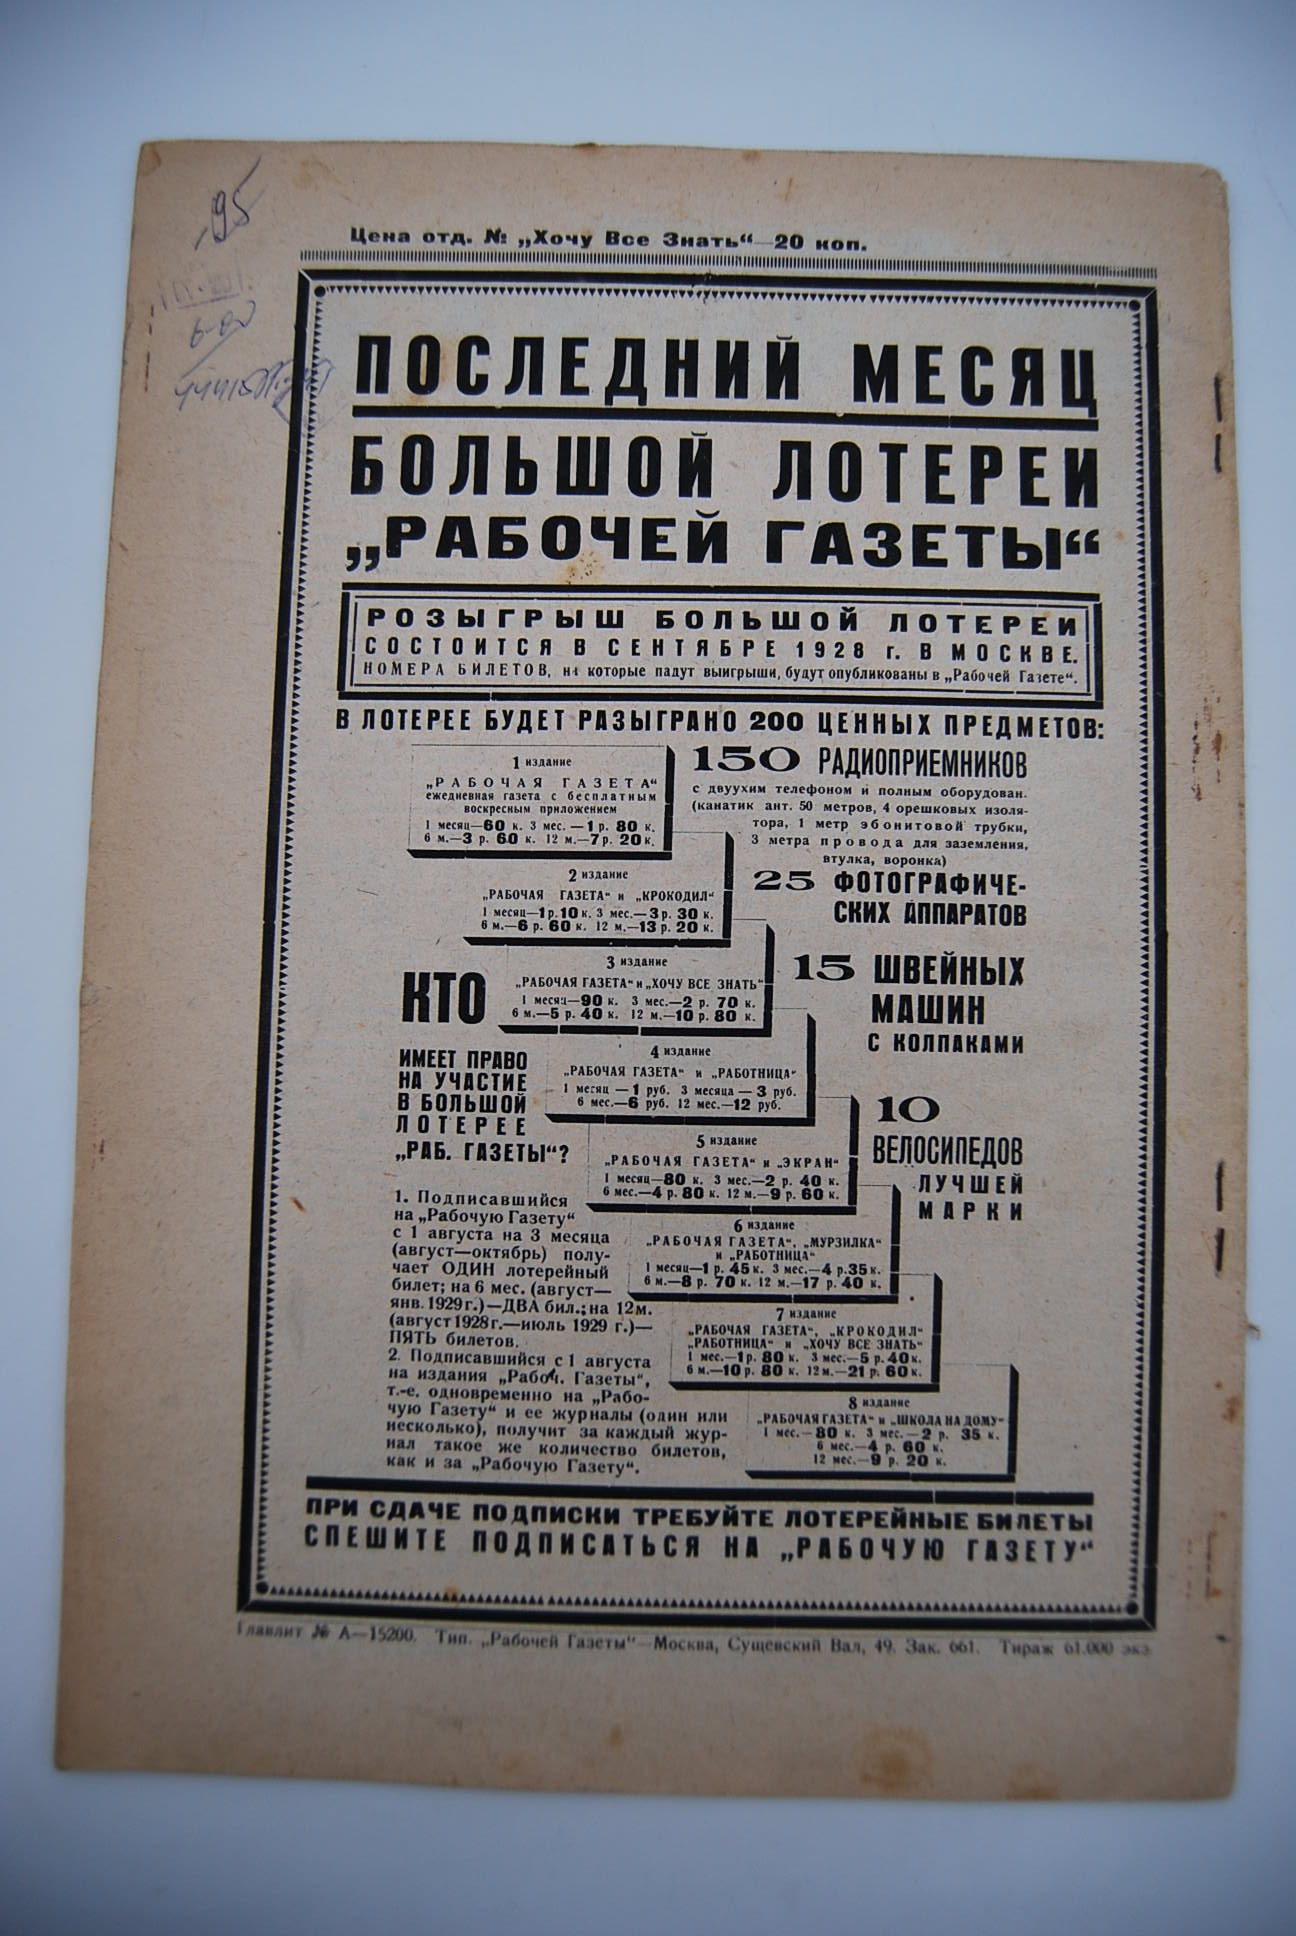 95
Цена отд. № „Хочу Все Знать“—20 коп.
ПОСЛЕДНИЙ МЕСЯЦ
БОЛЬШОЙ ЛОТЕРЕИ
„РАБОЧЕЙ ГАЗЕТЫ“
РОЗЫГРЫШ БОЛЬШОЙ ЛОТЕРЕИ
СОСТОИТСЯ В СЕНТЯБРЕ 1928 г. В МОСКВЕ.
НОМЕРА БИЛЕТОВ, на которые падут выигрыши, будут опубликованы в „Рабочей Газете“.
В ЛОТЕРЕЕ БУДЕТ РАЗЫГРАНО 200 ЦЕННЫХ ПРЕДМЕТОВ:
1 издание
„РАБОЧАЯ ГАЗЕТА“
ежедневная газета с бесплатным
воскресным приложением
1 месяц—60 к. 3 мес.—1 р. 80 к.
6 м.—3 р. 60 к. 12 м.—7 р. 20 к.
150 РАДИОПРИЕМНИКОВ
с двуухим телефоном и полным оборудован.
(канатик ант. 50 метров, 4 орешковых изоля-
тора, 1 метр эбонитовой трубки,
3 метра провода для заземления,
втулка, воронка)
2 издание
„РАБОЧАЯ ГАЗЕТА“ и „КРОКОДИЛ“
1 месяц—1 р. 10 к. 3 мес.—3 р. 30 к.
6 м.—6 р. 60 к. 12 м.—13 р. 20 к.
25 ФОТОГРАФИЧЕ-
СКИХ АППАРАТОВ
3 издание
„РАБОЧАЯ ГАЗЕТА“ и „ХОЧУ ВСЕ ЗНАТЬ“
1 месяц—90 к. 3 мес.—2 р. 70 к.
6 м.—5 р. 40 к. 12 м.—10 р. 80 к.
15 ШВЕЙНЫХ
МАШИН
С КОЛПАКАМИ
4 издание
„РАБОЧАЯ ГАЗЕТА“ и „РАБОТНИЦА“
1 месяц — 1 руб. 3 месяца — 3 руб.
6 мес.—6 руб. 12 мес.—12 руб.
10
ВЕЛОСИПЕДОВ
ЛУЧШЕЙ
МАРКИ
5 издание
„РАБОЧАЯ ГАЗЕТА“ и „ЭКРАН“
1 месяц—80 к. 3 мес.—2 р. 40 к.
6 мес.—4 р. 80 к. 12 м.—9 р. 60 к.
6 издание
„РАБОЧАЯ ГАЗЕТА“, „МУРЗИЛКА“
и „РАБОТНИЦА“
1 месяц—1 р. 45 к. 3 мес.—4 р. 35 к.
6 м.—8 р. 70 к. 12 м.—17 р. 40 к.
7 издание
„РАБОЧАЯ ГАЗЕТА“, „КРОКОДИЛ“
„РАБОТНИЦА“ и „ХОЧУ ВСЕ ЗНАТЬ“
1 мес.—1 р. 80 к. 3 мес.—5 р. 40 к.
6 м.—10 р. 80 к. 12 м.—21 р. 60 к.
8 издание
„РАБОЧАЯ ГАЗЕТА“ и „ШКОЛА НА ДОМУ“
1 мес.—80 к. 3 мес.—2 р. 35 к.
6 мес.—4 р. 60 к.
12 мес.—9 р. 20 к.
КТО
ИМЕЕТ ПРАВО
НА УЧАСТИЕ
В БОЛЬШОЙ
ЛОТЕРЕЕ
„РАБ. ГАЗЕТЫ“?
1. Подписавшийся
на „Рабочую Газету“
с 1 августа на 3 месяца
(август—октябрь) полу-
чает ОДИН лотерейный
билет; на 6 мес. (август—
янв. 1929 г.)—ДВА бил.; на 12 м.
(август 1928 г.—июль 1929 г.)—
ПЯТЬ билетов.
2. Подписавшийся с 1 августа
на издания „Рабоч. Газеты“,
т.-е. одновременно на „Рабо-
чую Газету“ и ее журналы (один или
несколько), получит за каждый жур-
нал такое же количество билетов,
как и за „Рабочую Газету“.
ПРИ СДАЧЕ ПОДПИСКИ ТРЕБУЙТЕ ЛОТЕРЕЙНЫЕ БИЛЕТЫ
СПЕШИТЕ ПОДПИСАТЬСЯ НА „РАБОЧУЮ ГАЗЕТУ“
Главлит № А—15200. Тип. „Рабочей Газеты“—Москва, Сущевский Вал, 49. Зак. 661. Тираж 61.000 экз.